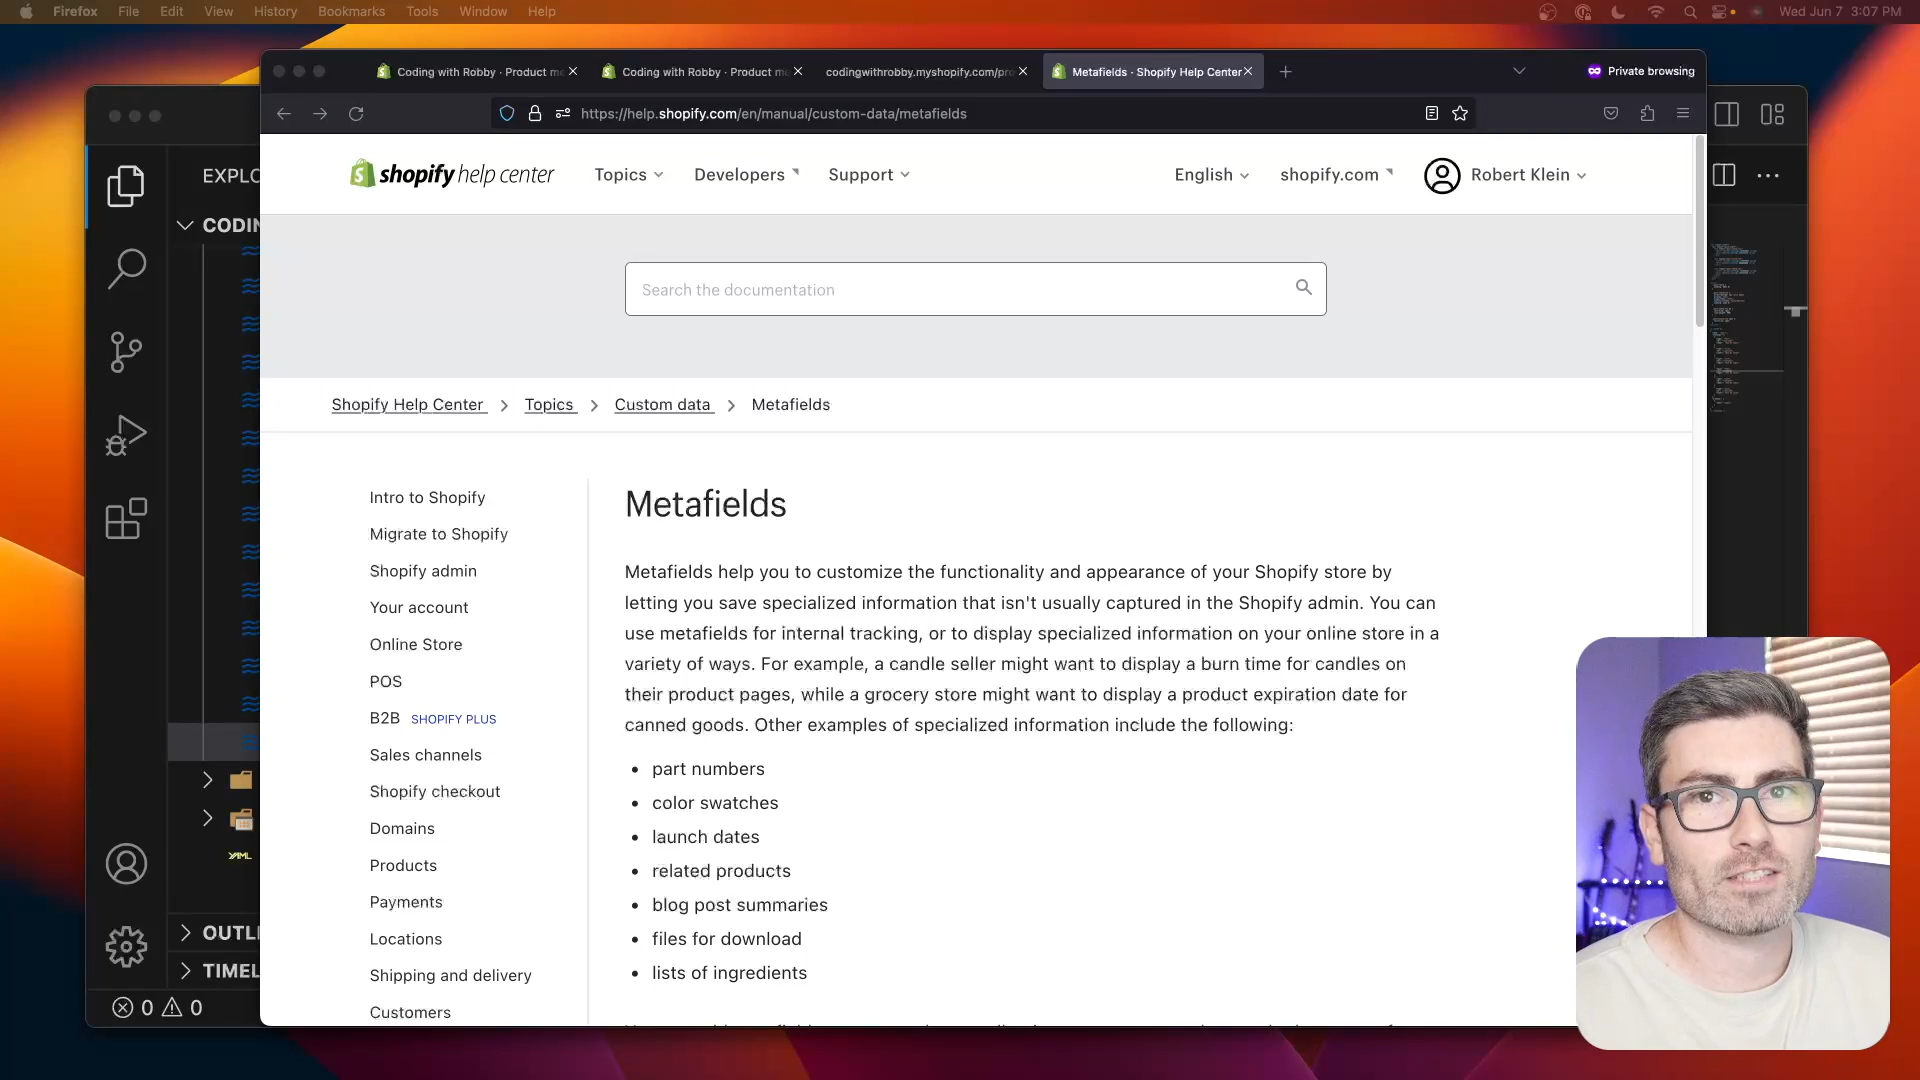 Firefox File Edit View History Bookmarks Tools Window Help
Wed Jun 7 3:07 PM
Coding with Robby · Product me
Coding with Robby · Product me
codingwithrobby.myshopify.com/pro
Metafields · Shopify Help Center
Private browsing
https://help.shopify.com/en/manual/custom-data/metafields
shopify help center
Topics
Developers
Support
English
shopify.com
Robert Klein
EXPLO
CODIN
Search the documentation
Shopify Help Center > Topics > Custom data > Metafields
Intro to Shopify
Migrate to Shopify
Shopify admin
Your account
Online Store
POS
B2B SHOPIFY PLUS
Sales channels
Shopify checkout
Domains
Products
Payments
Locations
Shipping and delivery
Customers
Metafields
Metafields help you to customize the functionality and appearance of your Shopify store by
letting you save specialized information that isn't usually captured in the Shopify admin. You can
use metafields for internal tracking, or to display specialized information on your online store in a
variety of ways. For example, a candle seller might want to display a burn time for candles on
their product pages, while a grocery store might want to display a product expiration date for
canned goods. Other examples of specialized information include the following:
• part numbers
• color swatches
• launch dates
• related products
• blog post summaries
• files for download
• lists of ingredients
YAML
OUTLI
TIMEL
0 0